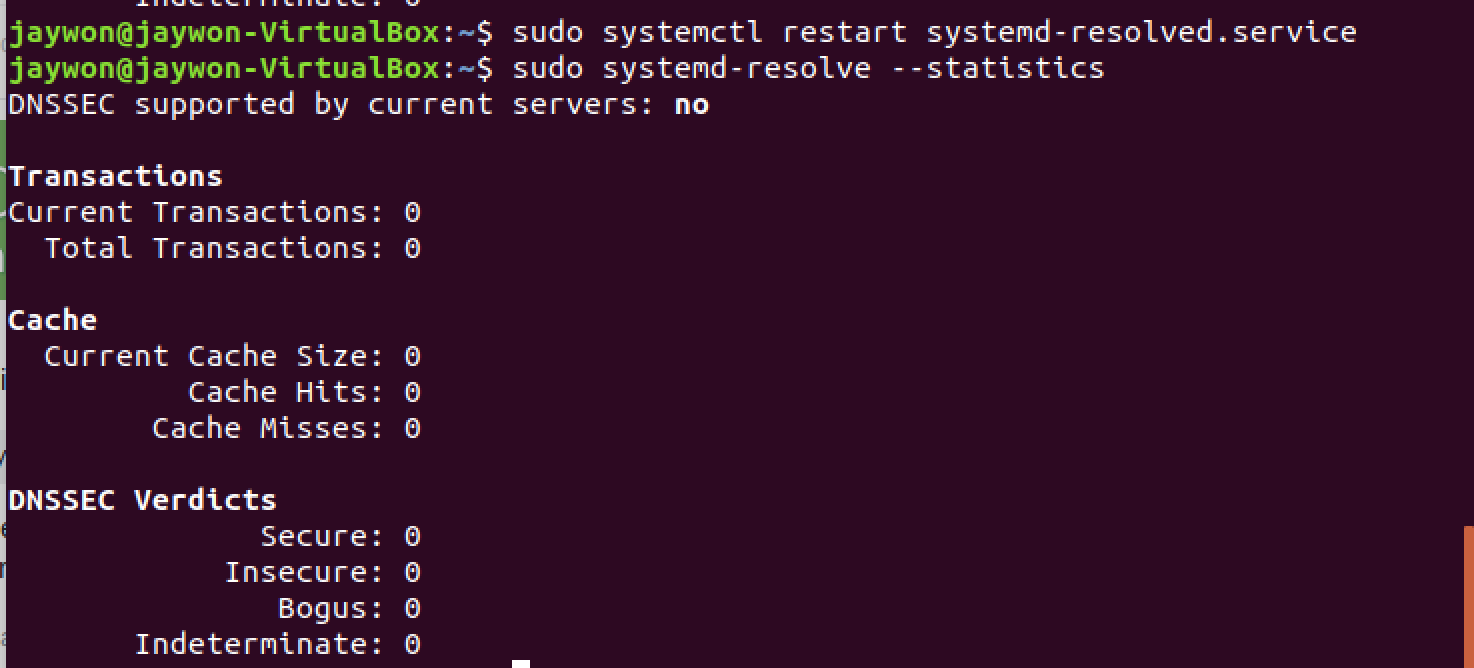 Indeterminate: 0
jaywon@jaywon-VirtualBox:~$ sudo systemctl restart systemd-resolved.service
jaywon@jaywon-VirtualBox:~$ sudo systemd-resolve --statistics
DNSSEC supported by current servers: no
Transactions
Current Transactions: 0
Total Transactions: 0
Cache
Current Cache Size: 0
Cache Hits: 0
Cache Misses: 0
DNSSEC Verdicts
Secure: 0
Insecure: 0
Bogus: 0
Indeterminate: 0